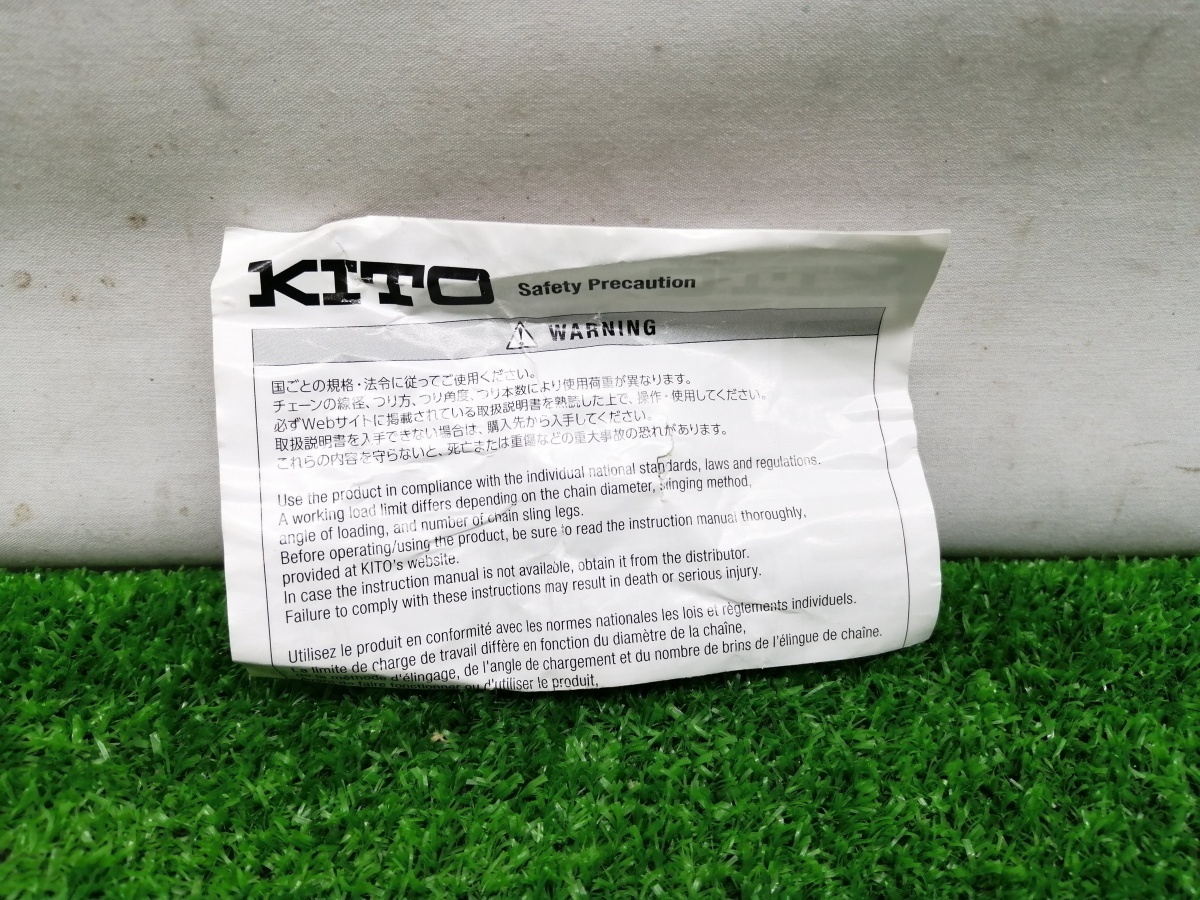 KITO Safety Precaution
WARNING
国ごとの規格・法令に従ってご使用ください。
チェーンの線径、つり方、つり角度、つり本数により使用荷重が異なります。
必ずWebサイトに掲載されている取扱説明書を熟読した上で、操作・使用してください。
取扱説明書を入手できない場合は、購入先から入手してください。
これらの内容を守らないと、死亡または重傷などの重大事故の恐れがあります。
Use the product in compliance with the individual national standards, laws and regulations.
A working load limit differs depending on the chain diameter, slinging method,
angle of loading, and number of chain sling legs.
Before operating/using the product, be sure to read the instruction manual thoroughly,
provided at KITO's website.
In case the instruction manual is not available, obtain it from the distributor.
Failure to comply with these instructions may result in death or serious injury.
Utilisez le produit en conformité avec les normes nationales les lois et règlements individuels.
La limite de charge de travail diffère en fonction du diamètre de la chaîne,
méthode d'élingage, de l'angle de chargement et du nombre de brins de l'élingue de chaîne.
faire fonctionner ou d'utiliser le produit,